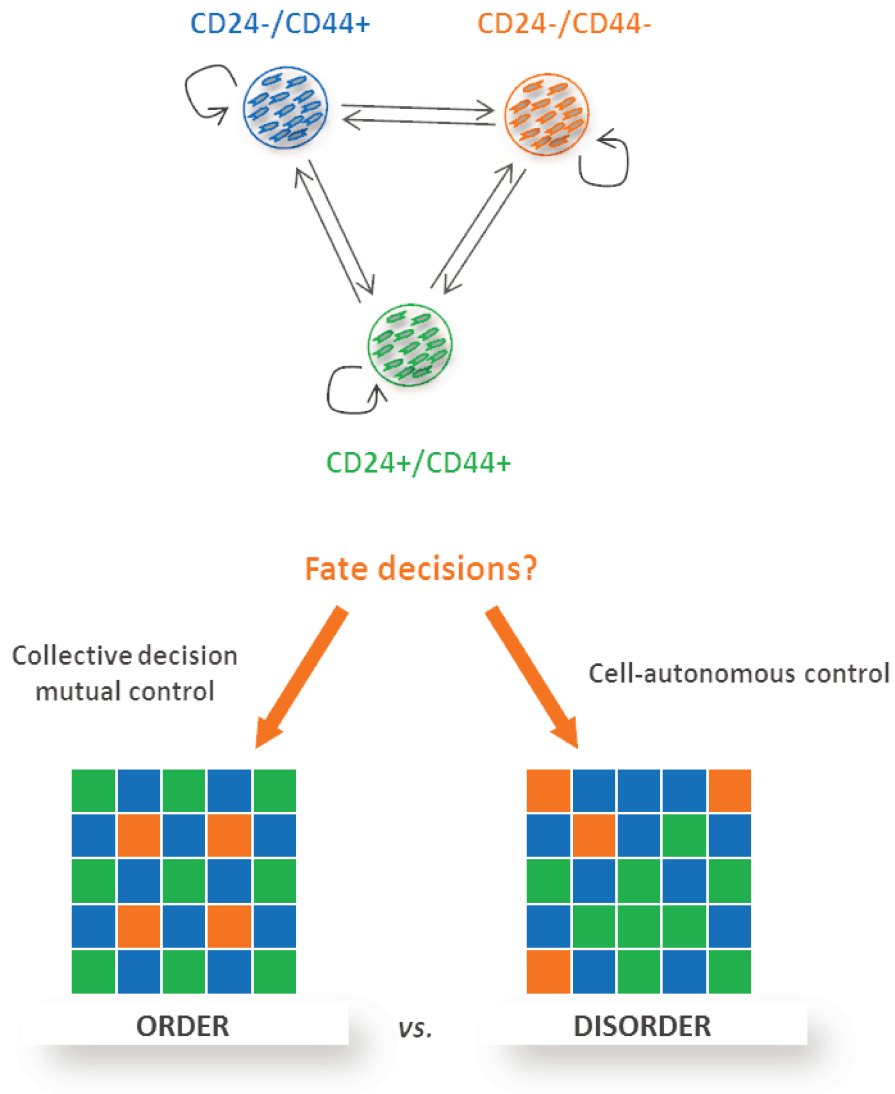 CD24-/CD44+
CD24-/CD44-
CD24+/CD44+
Fate decisions?
Collective decision
mutual control
Cell-autonomous control
ORDER
vs.
DISORDER